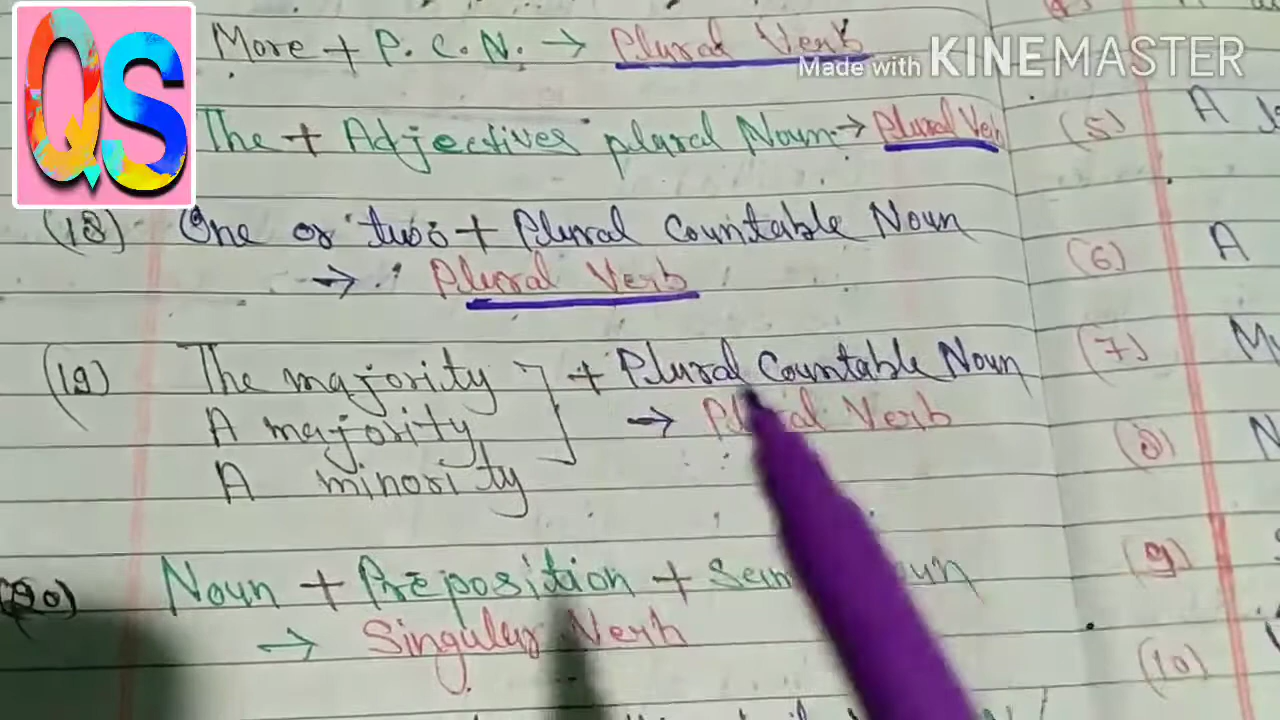 QS
More + P.C.N. → Plural Verb
Made with KINEMASTER
The + Adjectives plural Noun → Plural Verb
(5) A
(18) One or two + Plural Countable Noun
→ Plural Verb
(6) A
(19) The majority
A majority
A minority
+ Plural Countable Noun
→ Plural Verb
(7)
(8)
(20) Noun + Preposition + Noun
→ Singular Verb
(9)
(10)